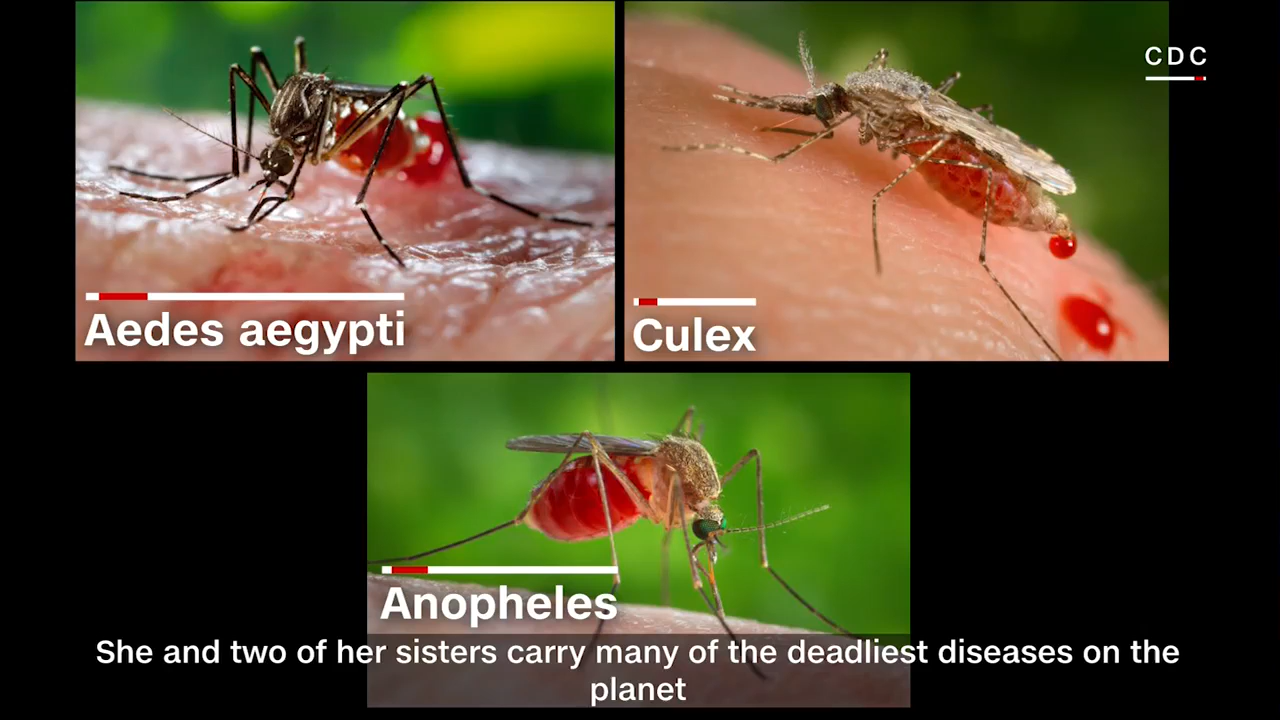 CDC
Aedes aegypti
Culex
Anopheles
She and two of her sisters carry many of the deadliest diseases on the
planet